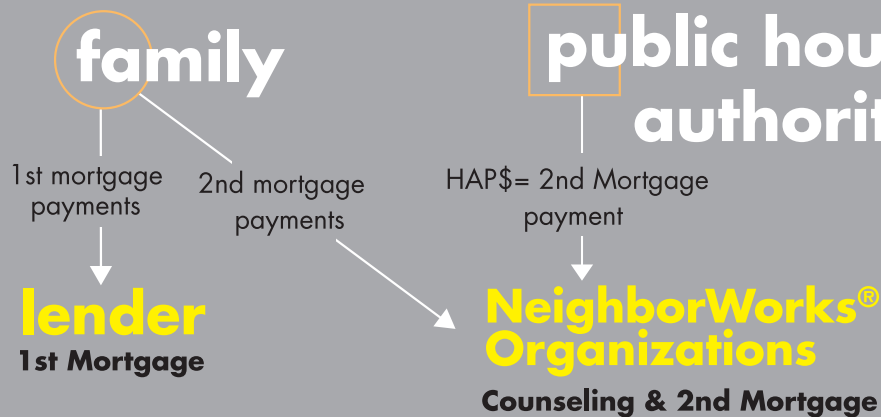 family
public hou
authorit
1st mortgage
payments
2nd mortgage
payments
HAP$= 2nd Mortgage
payment
lender
1st Mortgage
NeighborWorks®
Organizations
Counseling & 2nd Mortgage